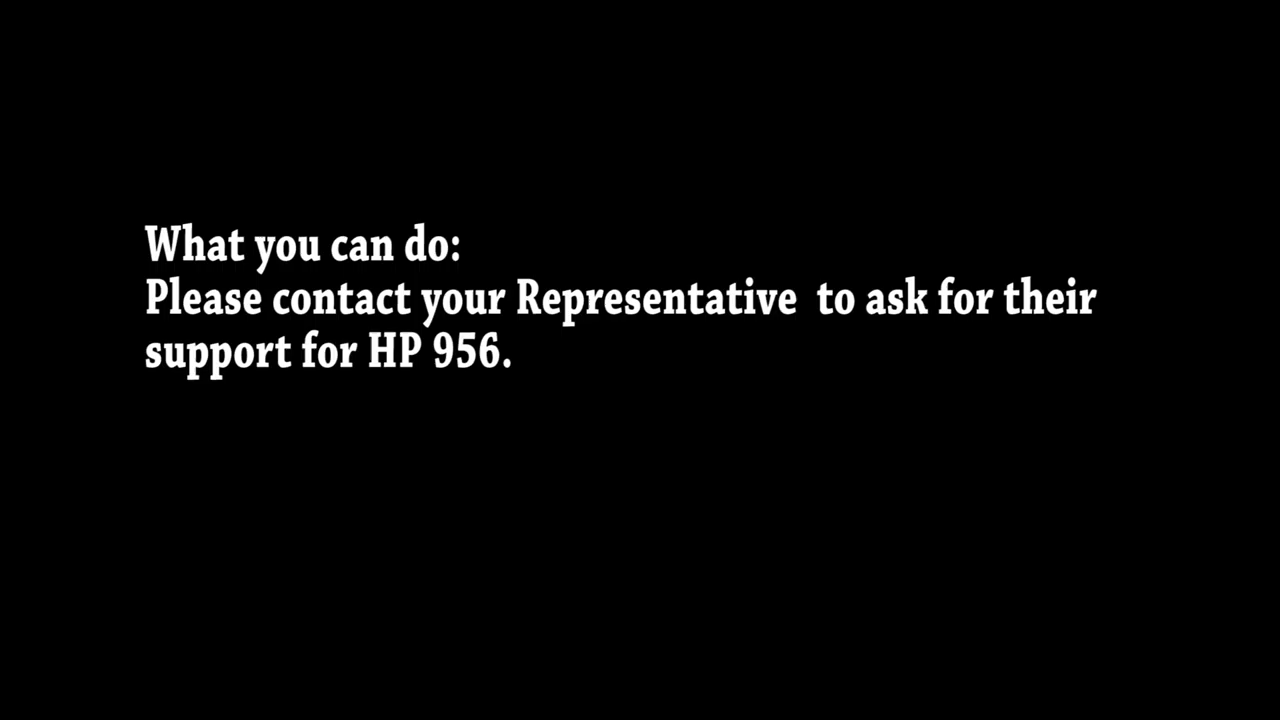 What you can do:
Please contact your Representative  to ask for their
support for HP 956.